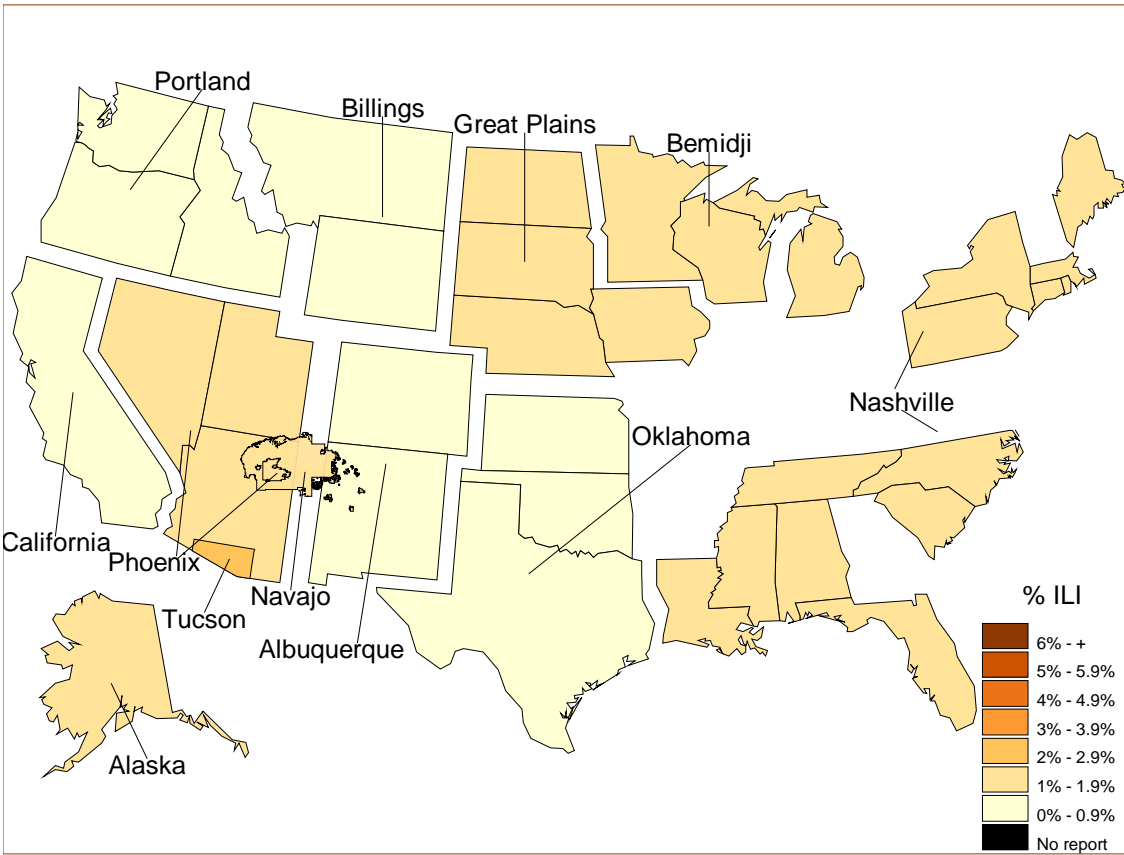 Portland
Billings
Great Plains
Bemidji
Nashville
Oklahoma
California
Phoenix
Navajo
Tucson
Albuquerque
Alaska
% ILI
6% - +
5% - 5.9%
4% - 4.9%
3% - 3.9%
2% - 2.9%
1% - 1.9%
0% - 0.9%
No report